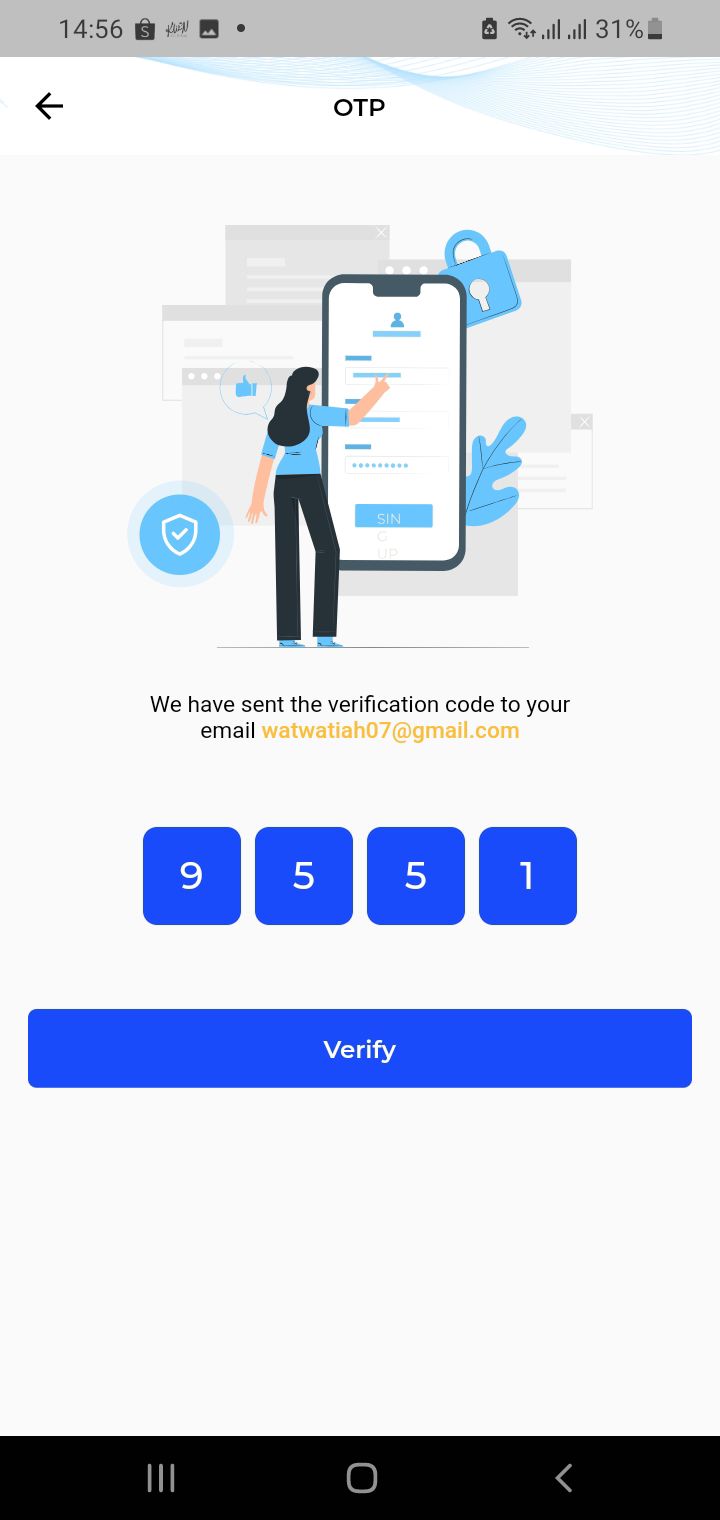 14:56
31%
OTP
SIN
G
UP
We have sent the verification code to your
email watwatiah07@gmail.com
9 5 5 1
Verify